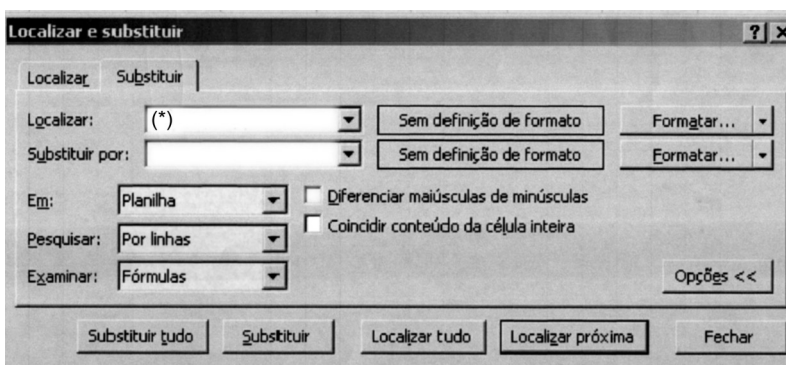 Localizar e substituir
Localizar Substituir
Localizar: (*) Sem definição de formato Formatar...
Substituir por: Sem definição de formato Formatar...
Em: Planilha Diferenciar maiúsculas de minúsculas
Pesquisar: Por linhas Coincidir conteúdo da célula inteira
Examinar: Fórmulas Opções <<
Substituir tudo Substituir Localizar tudo Localizar próxima Fechar